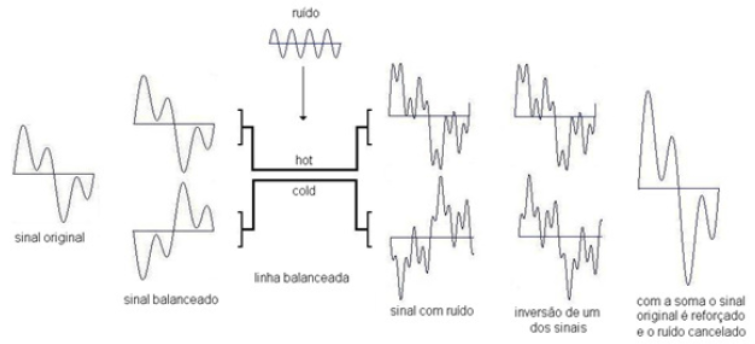 ruído
hot
cold
sinal original
sinal balanceado
linha balanceada
sinal com ruído
inversão de um
dos sinais
com a soma o sinal
original é reforçado
e o ruído cancelado